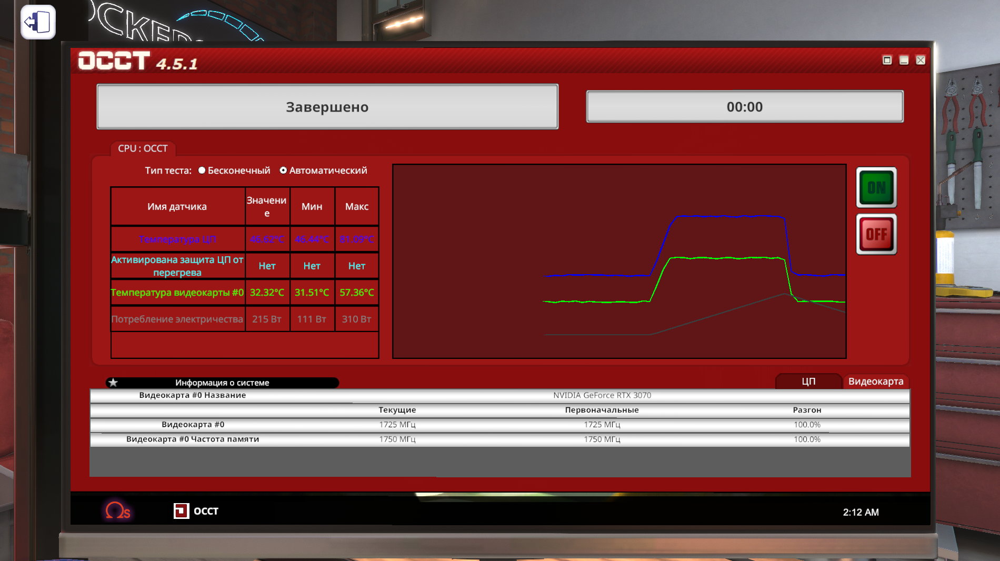 OCCT 4.5.1
Завершено
00:00
CPU : OCCT
Тип теста: Бесконечный Автоматический
ON
OFF
Имя датчика Значени Мин Макс
е
Температура ЦП 46.62°C 46.44°C 81.09°C
Активирована защита ЦП от
перегрева Нет Нет Нет
Температура видеокарты #0 32.32°C 31.51°C 57.36°C
Потребление электричества 215 Вт 111 Вт 310 Вт
Информация о системе ЦП Видеокарта
Видеокарта #0 Название NVIDIA GeForce RTX 3070
Текущие Первоначальные Разгон
Видеокарта #0 1725 МГц 1725 МГц 100.0%
Видеокарта #0 Частота памяти 1750 МГц 1750 МГц 100.0%
Ωs OCCT 2:12 AM